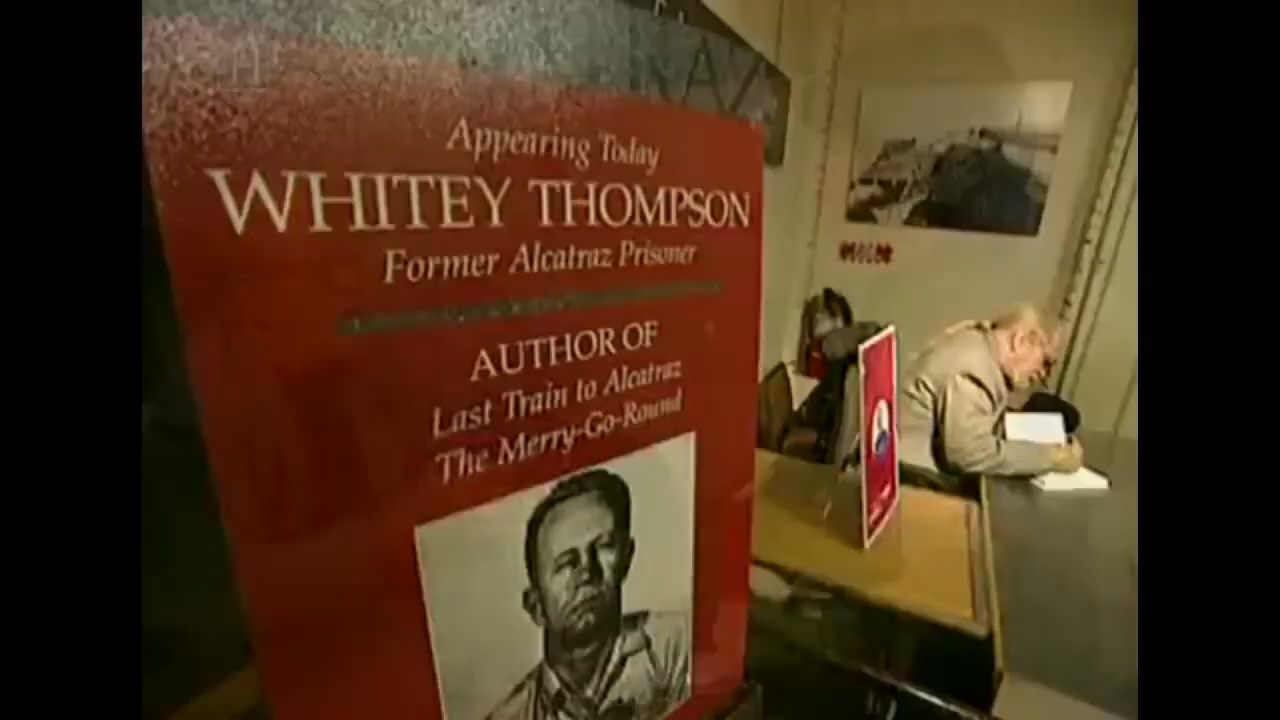 Appearing Today
WHITEY THOMPSON
Former Alcatraz Prisoner
AUTHOR OF
Last Train to Alcatraz
The Merry-Go-Round